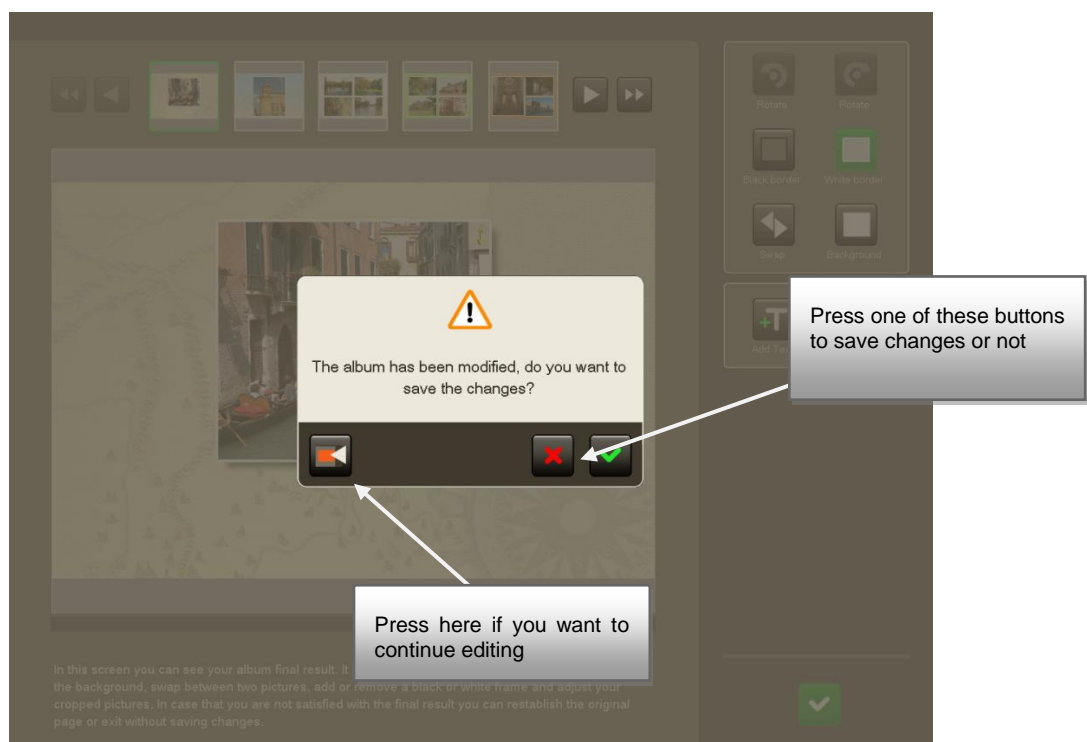 Rotate
Rotate
Black border
White border
Swap
Background
Press one of these buttons
to save changes or not
The album has been modified, do you want to
save the changes?
Press here if you want to
continue editing
In this screen you can see your album final result. It
the background, swap between two pictures, add or remove a black or white frame and adjust your
cropped pictures. In case that you are not satisfied with the final result you can restablish the original
page or exit without saving changes.